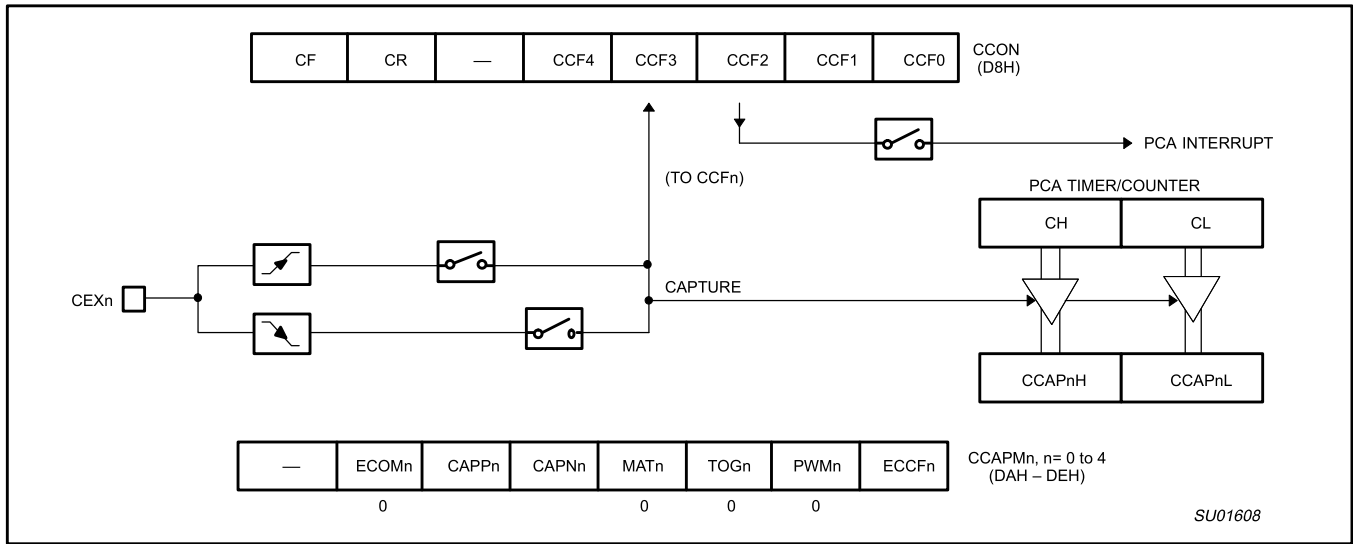 CF CR — CCF4 CCF3 CCF2 CCF1 CCF0
CCON
(D8H)
PCA INTERRUPT
(TO CCFn)
PCA TIMER/COUNTER
CH CL
CEXn
CAPTURE
CCAPnH CCAPnL
— ECOMn CAPPn CAPNn MATn TOGn PWMn ECCFn
CCAPMn, n= 0 to 4
(DAH – DEH)
0 0 0 0
SU01608